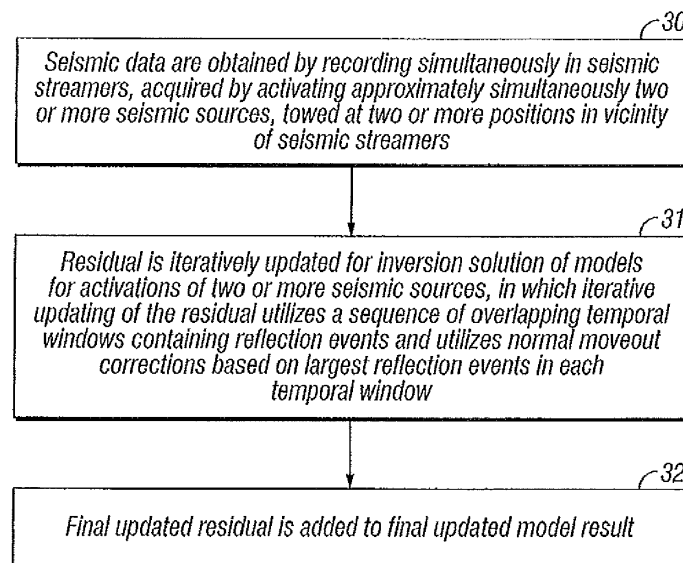 30
Seismic data are obtained by recording simultaneously in seismic
streamers, acquired by activating approximately simultaneously two
or more seismic sources, towed at two or more positions in vicinity
of seismic streamers
31
Residual is iteratively updated for inversion solution of models
for activations of two or more seismic sources, in which iterative
updating of the residual utilizes a sequence of overlapping temporal
windows containing reflection events and utilizes normal moveout
corrections based on largest reflection events in each
temporal window
32
Final updated residual is added to final updated model result